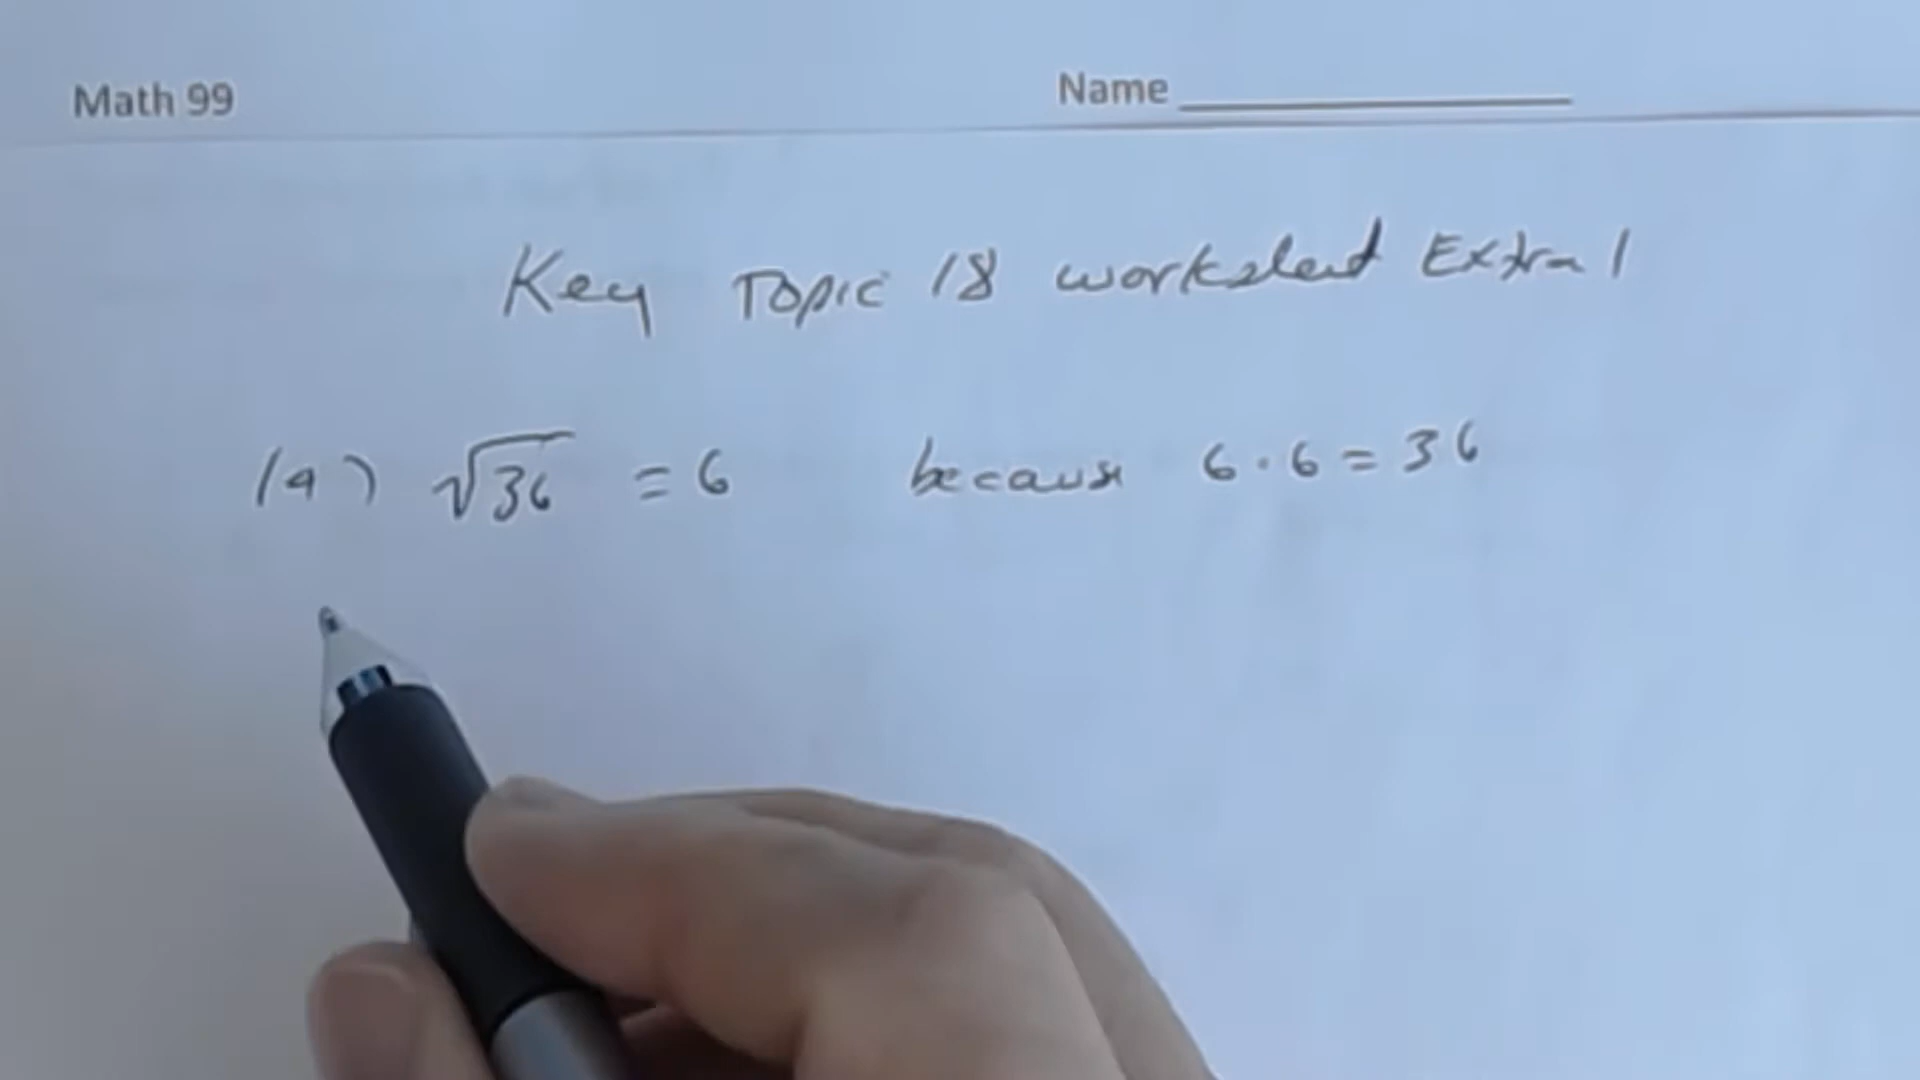 Math 99 Name
Key Topic 18 worksheet Extra 1
1a) √36 = 6 because 6 · 6 = 36